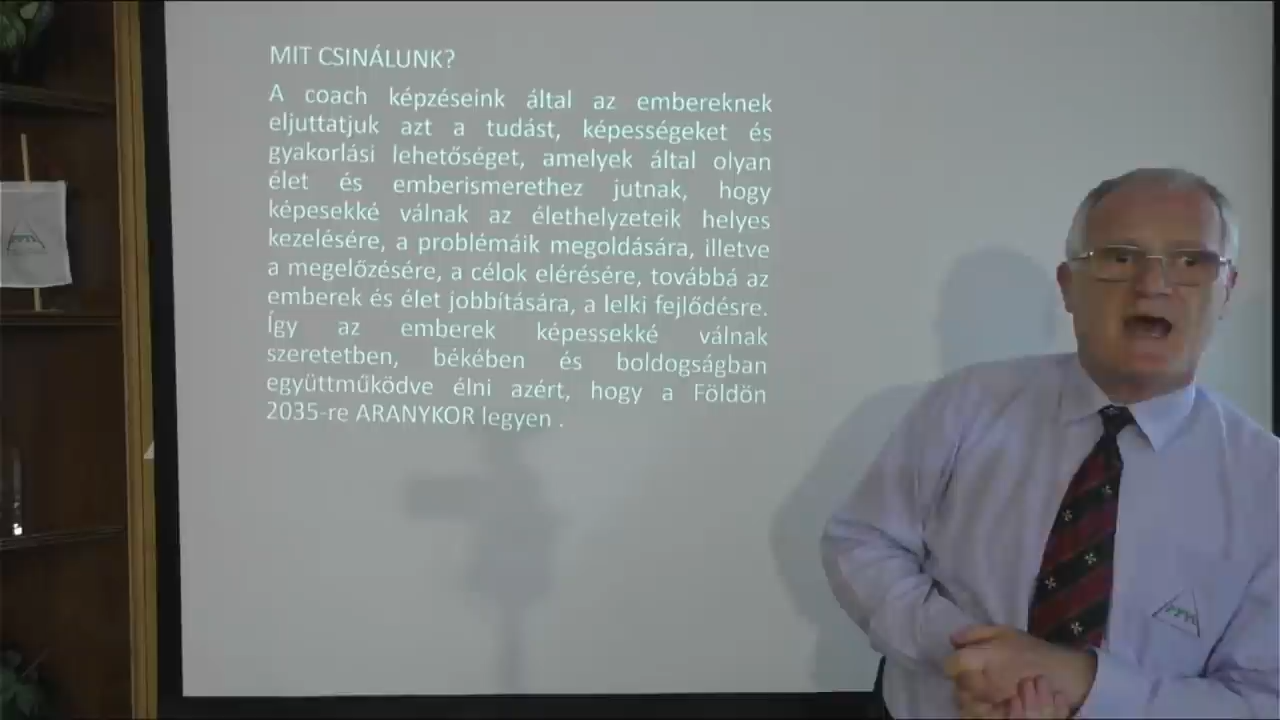 MIT CSINÁLUNK?
A coach képzéseink által az embereknek
eljuttatjuk azt a tudást, képességeket és
gyakorlási lehetőséget, amelyek által olyan
élet és emberismerethez jutnak, hogy
képesekké válnak az élethelyzeteik helyes
kezelésére, a problémáik megoldására, illetve
a megelőzésére, a célok elérésére, továbbá az
emberek és élet jobbítására, a lelki fejlődésre.
Így az emberek képessekké válnak
szeretetben, békében és boldogságban
együttműködve élni azért, hogy a Földön
2035-re ARANYKOR legyen .